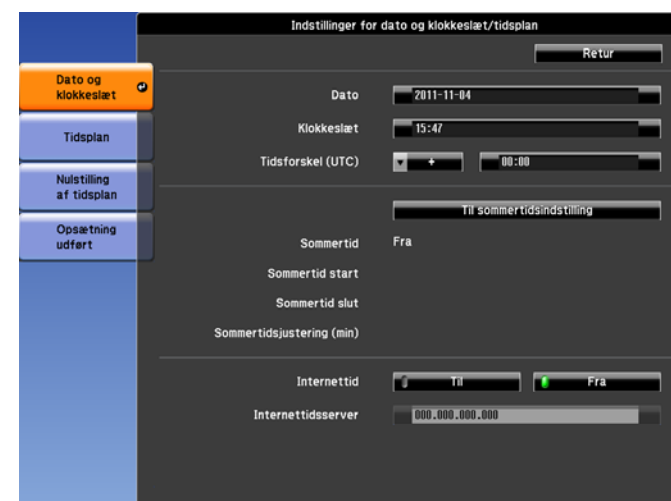 Indstillinger for dato og klokkeslæt/tidsplan
Retur
Dato og
klokkeslæt
Tidsplan
Nulstilling
af tidsplan
Opsætning
udført
Dato 2011-11-04
Klokkeslæt 15:47
Tidsforskel (UTC) + 00:00
Til sommertidsindstilling
Sommertid Fra
Sommertid start
Sommertid slut
Sommertidsjustering (min)
Internettid Til Fra
Internettidsserver 000.000.000.000